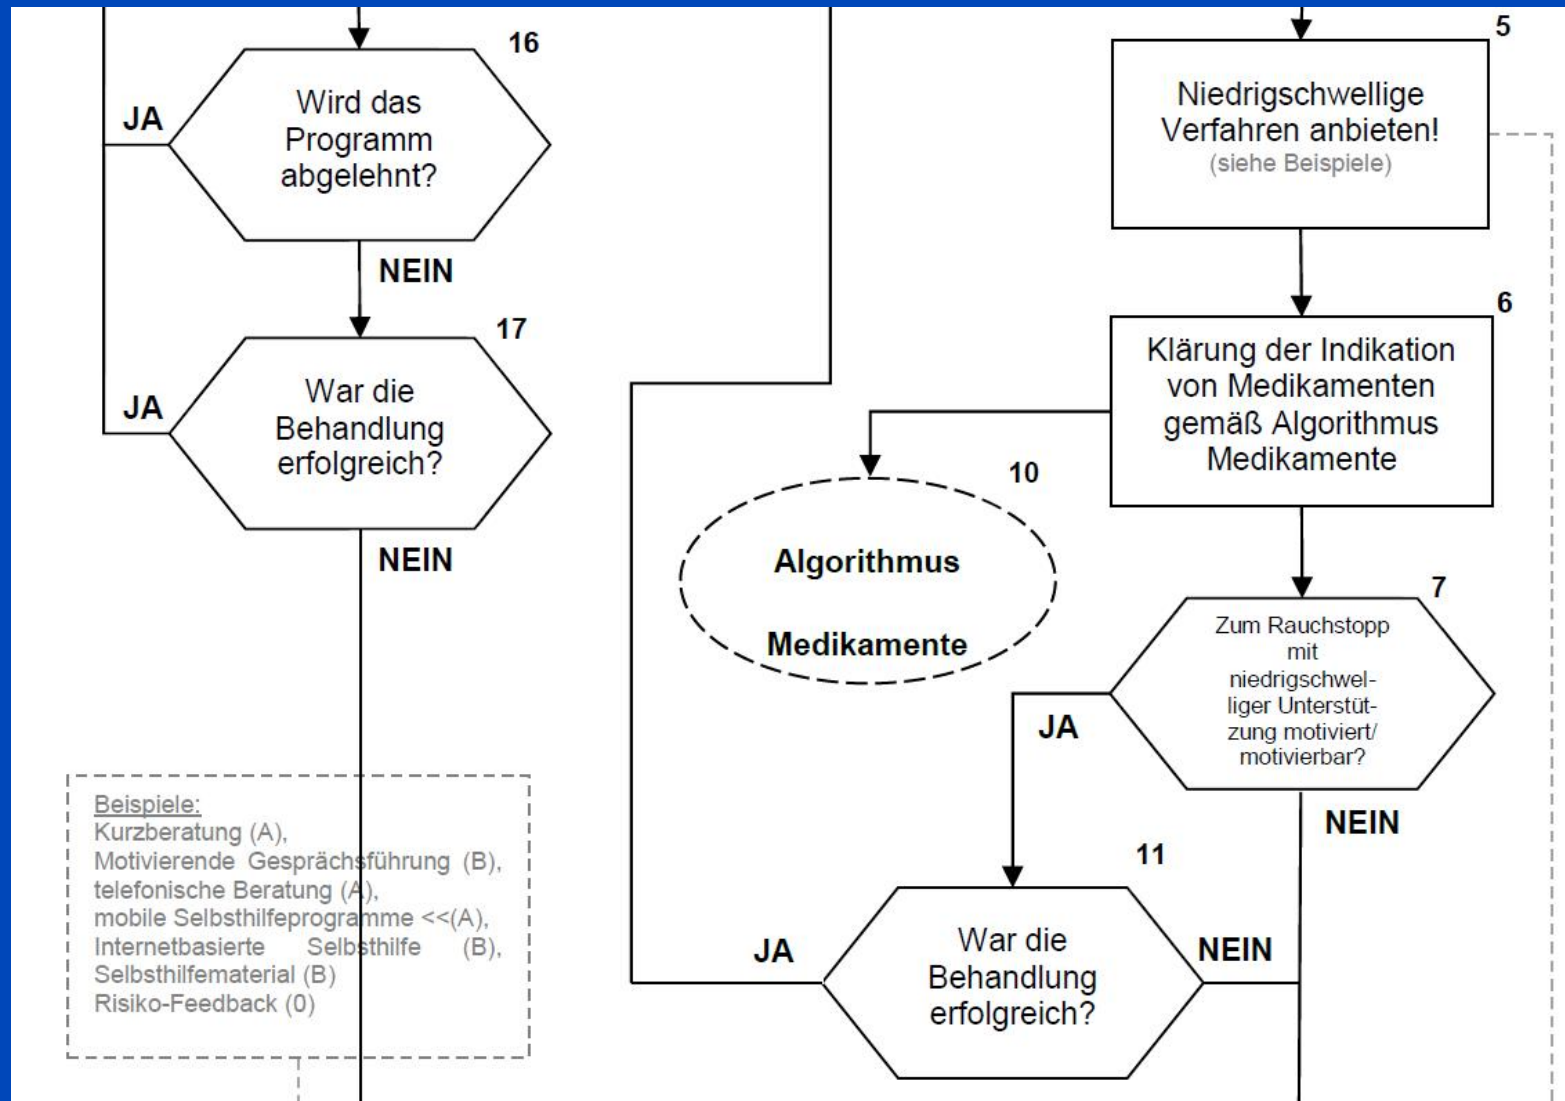 16
Wird das
Programm
abgelehnt?
JA
NEIN
17
War die
Behandlung
erfolgreich?
JA
NEIN
Beispiele:
Kurzberatung (A),
Motivierende Gesprächsführung (B),
telefonische Beratung (A),
mobile Selbsthilfeprogramme <<(A),
Internetbasierte Selbsthilfe (B),
Selbsthilfematerial (B)
Risiko-Feedback (0)
5
Niedrigschwellige
Verfahren anbieten!
(siehe Beispiele)
6
Klärung der Indikation
von Medikamenten
gemäß Algorithmus
Medikamente
10
Algorithmus
Medikamente
7
Zum Rauchstopp
mit
niedrigschwel-
liger Unterstüt-
zung motiviert/
motivierbar?
JA
NEIN
11
War die
Behandlung
erfolgreich?
JA
NEIN